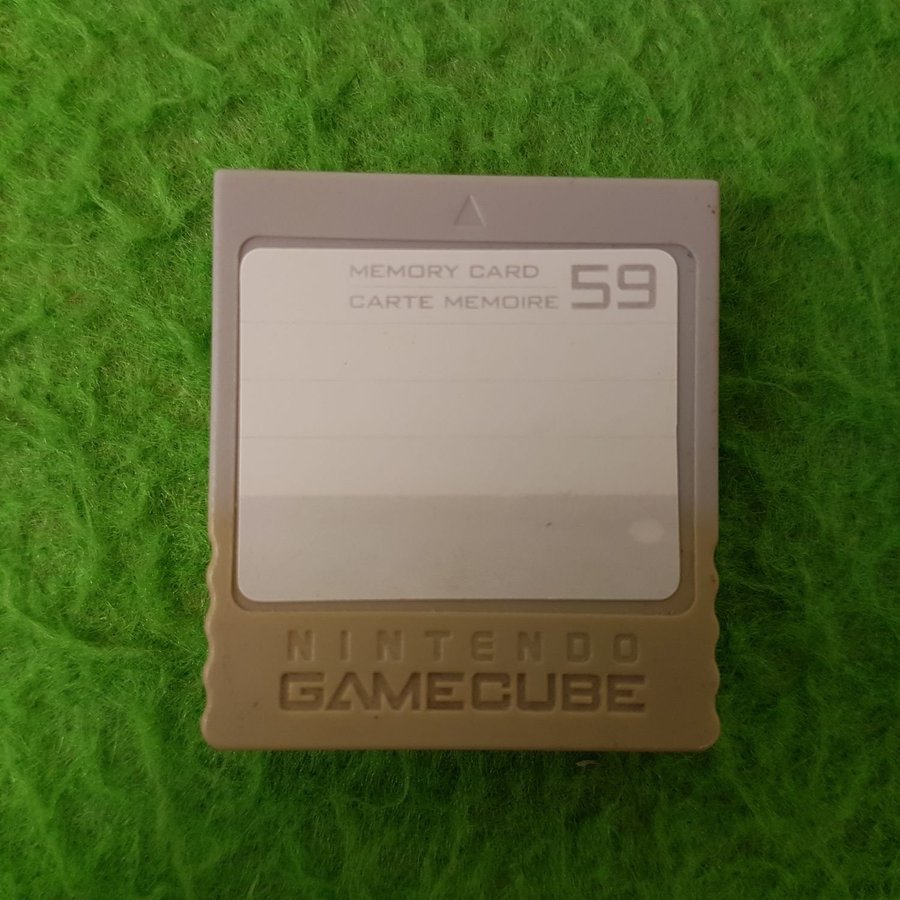 MEMORY CARD 59
CARTE MEMOIRE
NINTENDO
GAMECUBE